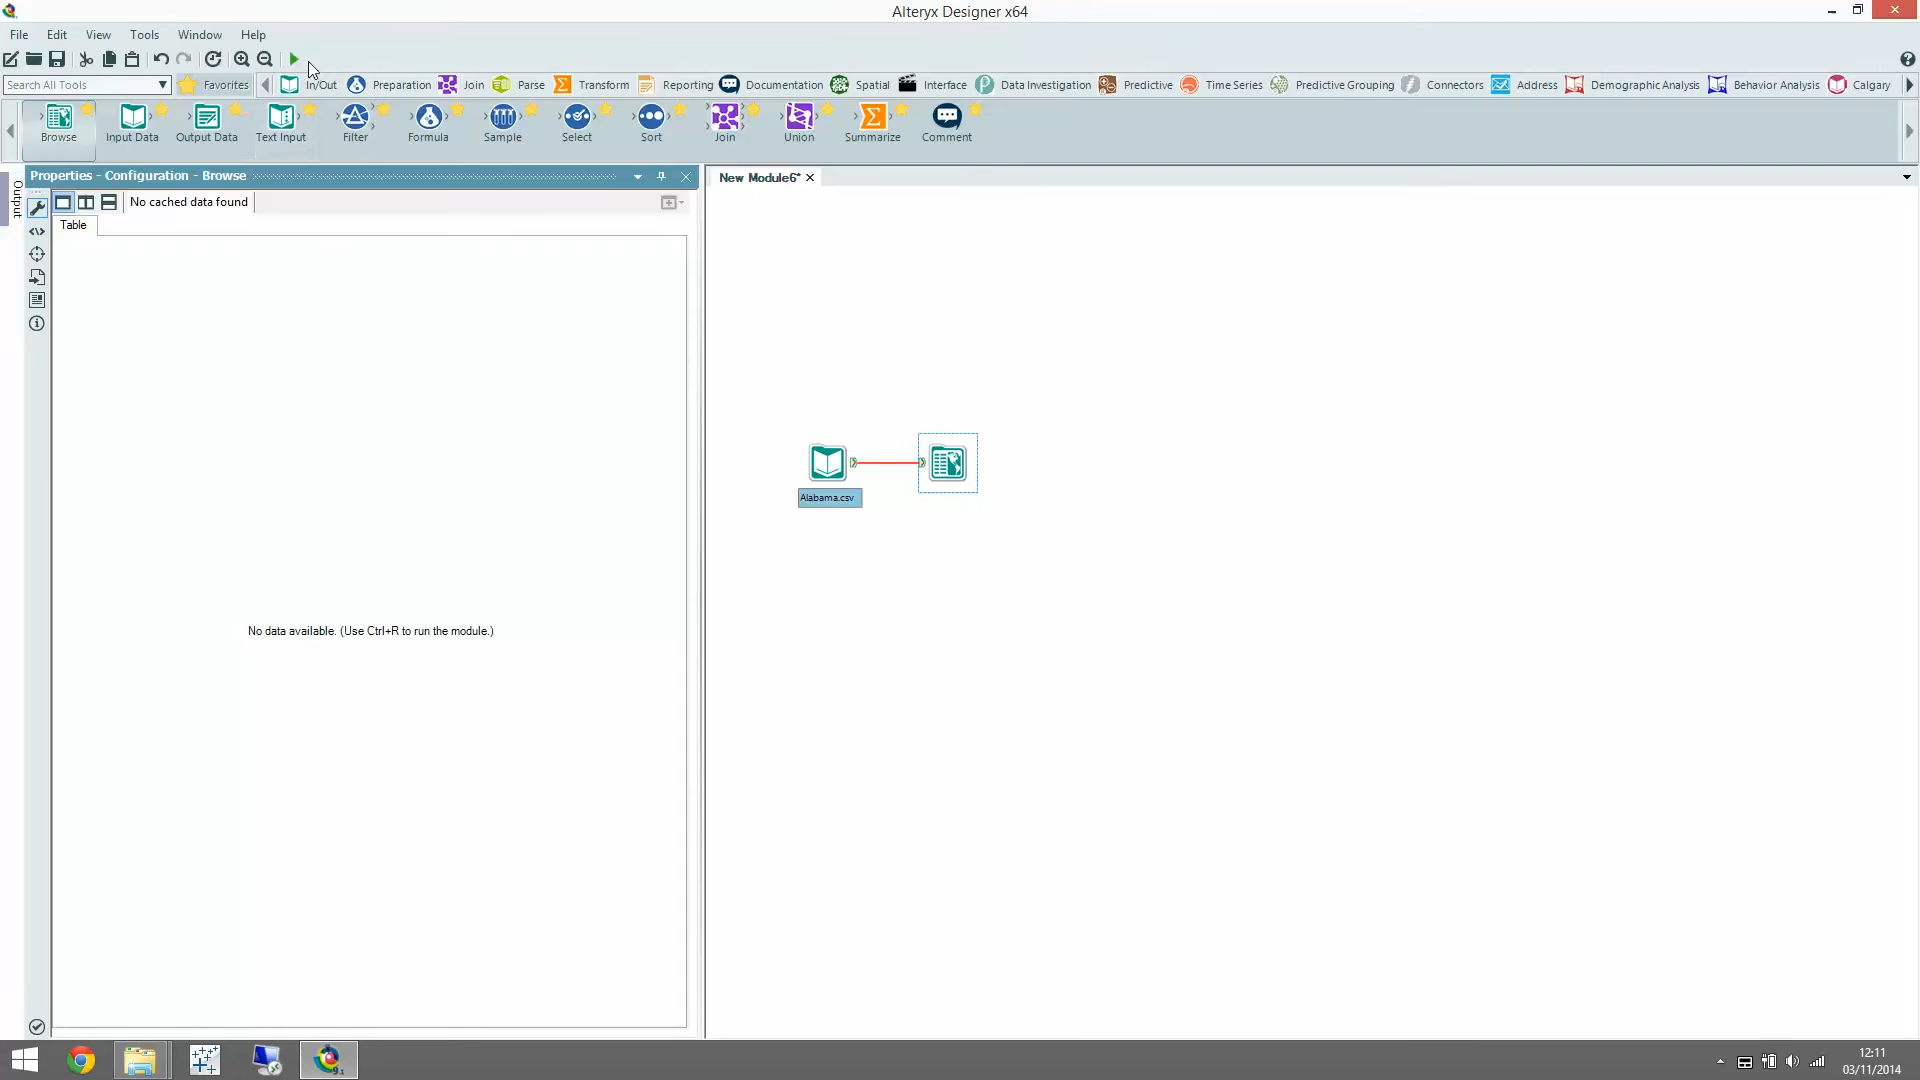 Alteryx Designer x64
File Edit View Tools Window Help
Search All Tools Favorites In/Out Preparation Join Parse Transform Reporting Documentation Spatial Interface Data Investigation Predictive Time Series Predictive Grouping Connectors Address Demographic Analysis Behavior Analysis Calgary
Browse Input Data Output Data Text Input Filter Formula Sample Select Sort Join Union Summarize Comment
Output
Properties - Configuration - Browse
New Module6*
No cached data found
Table
Alabama.csv
No data available. (Use Ctrl+R to run the module.)
9.1
12:11
03/11/2014